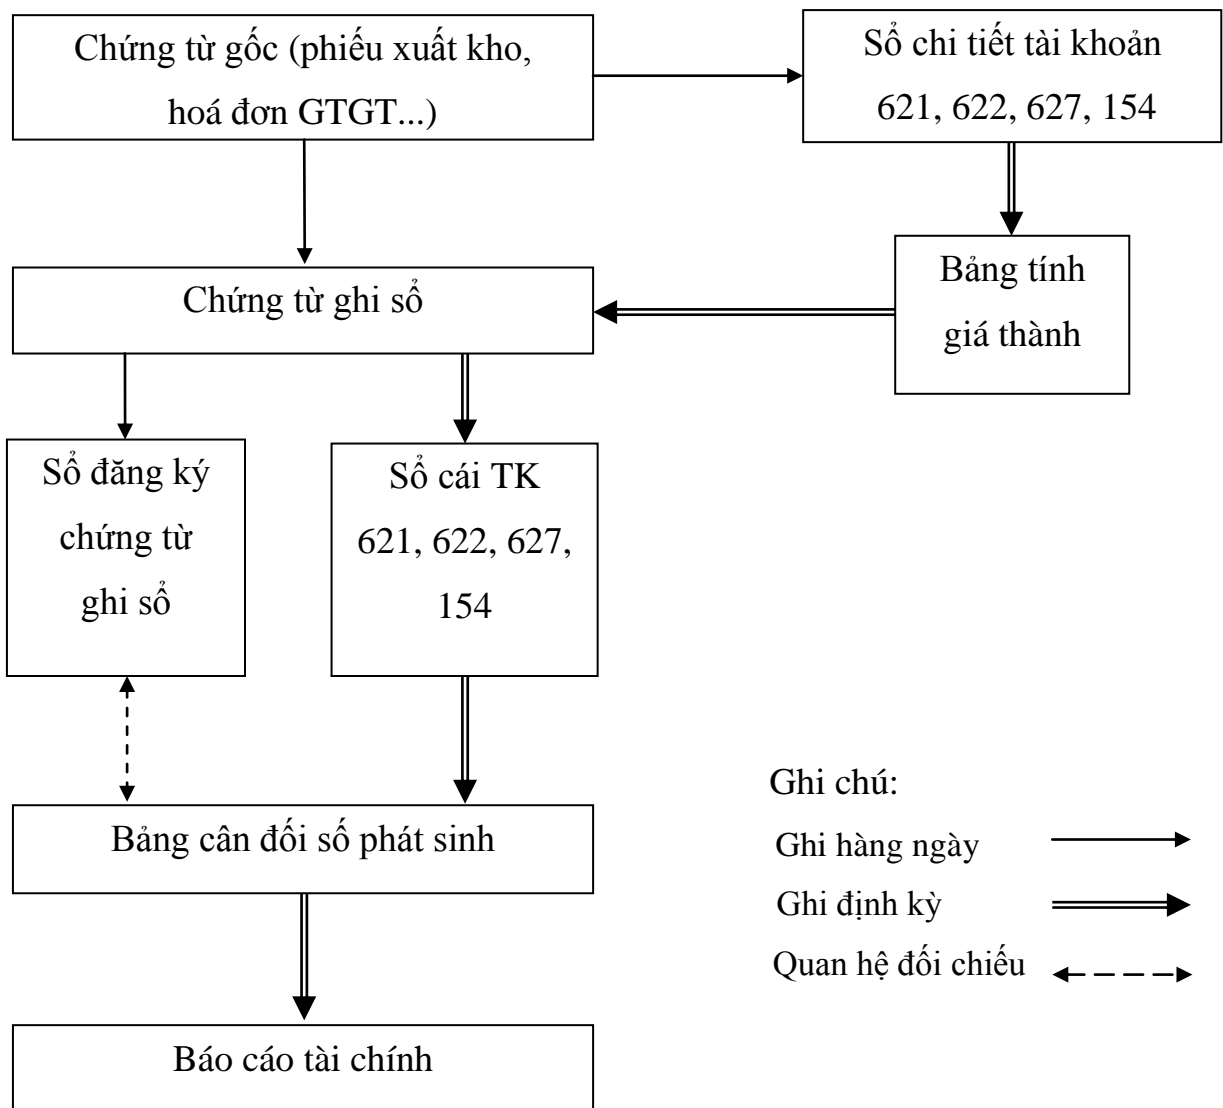 Chứng từ gốc (phiếu xuất kho,
hoá đơn GTGT...)
Sổ chi tiết tài khoản
621, 622, 627, 154
Bảng tính
giá thành
Chứng từ ghi sổ
Sổ đăng ký
chứng từ
ghi sổ
Sổ cái TK
621, 622, 627,
154
Bảng cân đối số phát sinh
Báo cáo tài chính
Ghi chú:
Ghi hàng ngày
Ghi định kỳ
Quan hệ đối chiếu